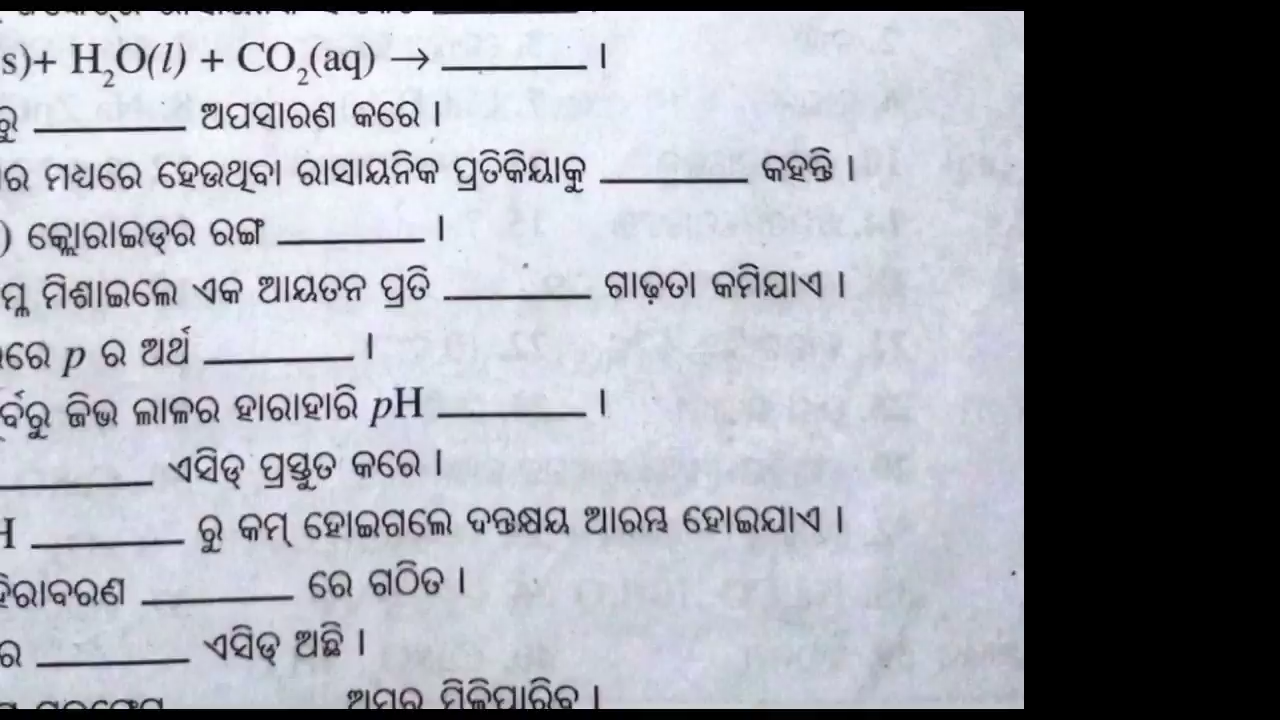 s)+ H₂O(l) + CO₂(aq) → ________ ।
ରୁ ________ ଅପସାରଣ କରେ ।
ର ମଧ୍ୟରେ ହେଉଥିବା ରାସାୟନିକ ପ୍ରତିକିୟାକୁ ________ କହନ୍ତି ।
) କ୍ଲୋରାଇଡ୍‌ର ରଙ୍ଗ ________ ।
ମ୍ଳ ମିଶାଇଲେ ଏକ ଆୟତନ ପ୍ରତି ________ ଗାଢ଼ତା କମିଯାଏ ।
ରେ p ର ଅର୍ଥ ________ ।
ର୍ବରୁ ଜିଭ ଲାଳର ହାରାହାରି pH ________ ।
________ ଏସିଡ୍ ପ୍ରସ୍ତୁତ କରେ ।
H ________ ରୁ କମ୍ ହୋଇଗଲେ ଦନ୍ତକ୍ଷୟ ଆରମ୍ଭ ହୋଇଯାଏ ।
ହିରାବରଣ ________ ରେ ଗଠିତ ।
ର ________ ଏସିଡ୍ ଅଛି ।